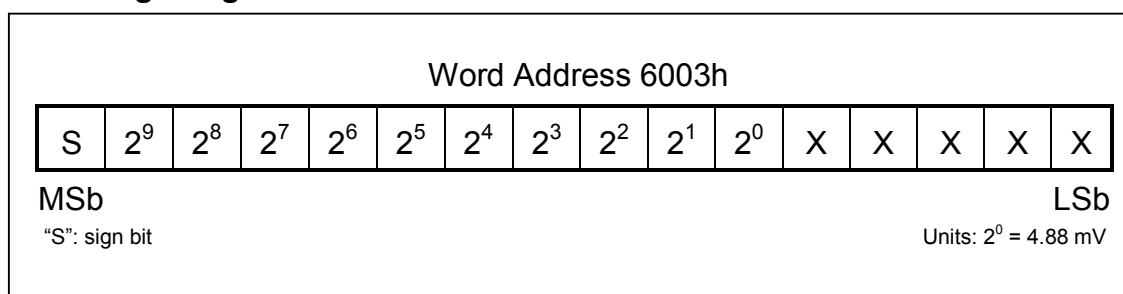 Word Address 6003h
S 2⁹ 2⁸ 2⁷ 2⁶ 2⁵ 2⁴ 2³ 2² 2¹ 2⁰ X X X X X
MSb LSb
“S”: sign bit Units: 2⁰ = 4.88 mV